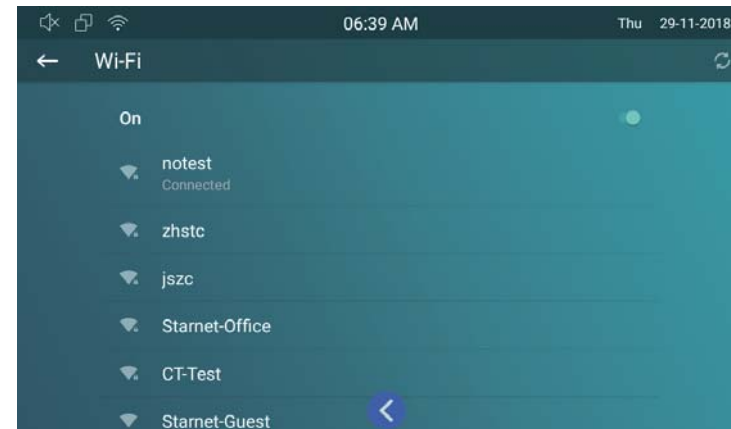 06:39 AM Thu 29-11-2018
Wi-Fi
On
notest
Connected
zhstc
jszc
Starnet-Office
CT-Test
Starnet-Guest